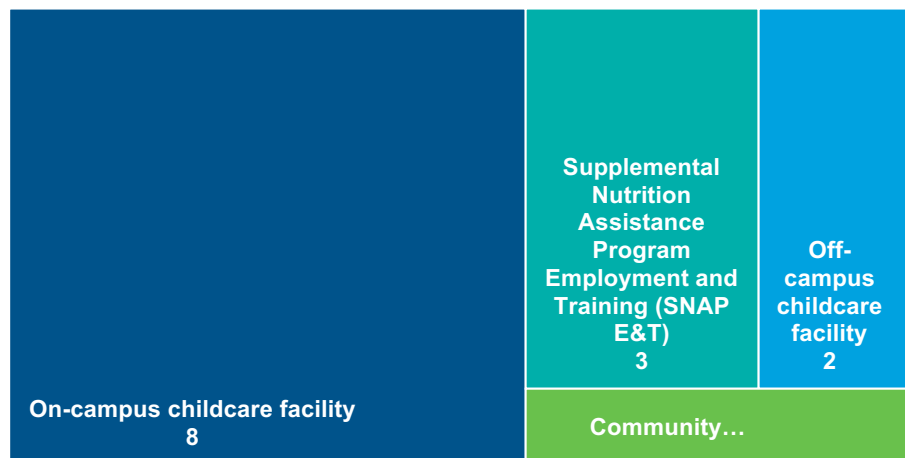 On-campus childcare facility
8
Supplemental
Nutrition
Assistance
Program
Employment and
Training (SNAP
E&T)
3
Off-
campus
childcare
facility
2
Community…